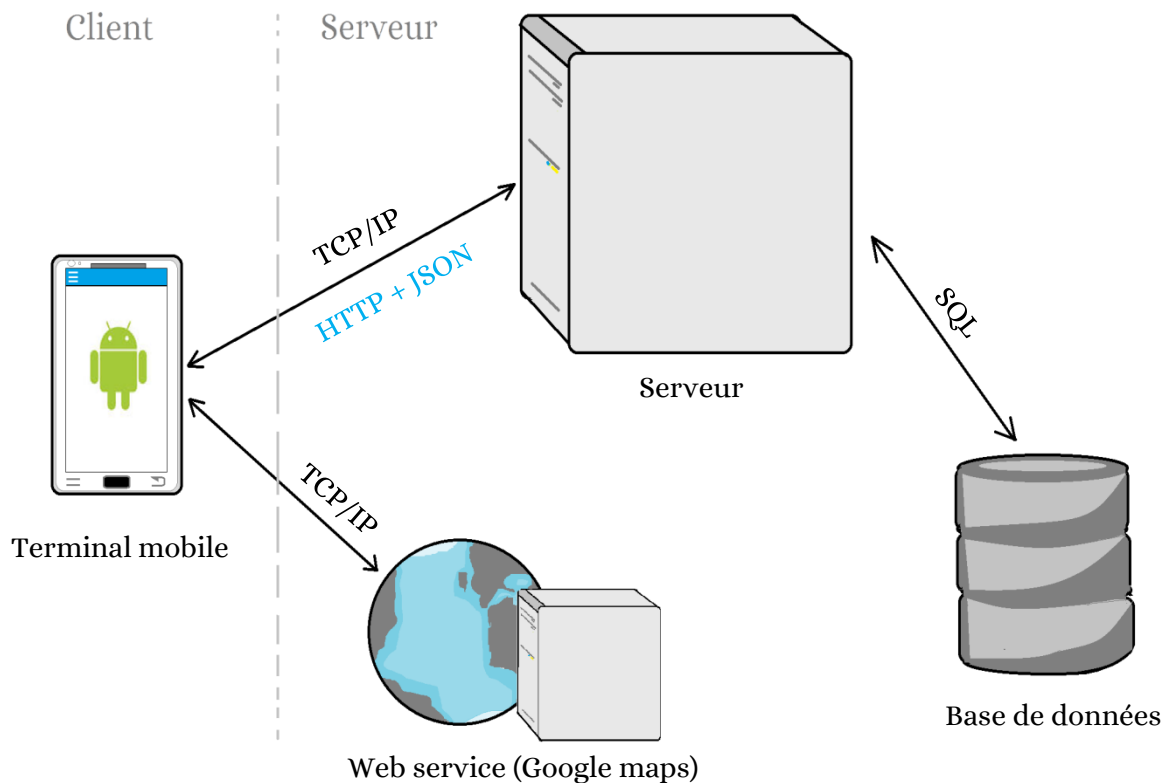 Client
Serveur
TCP/IP
HTTP + JSON
SQL
Serveur
TCP/IP
Terminal mobile
Base de données
Web service (Google maps)